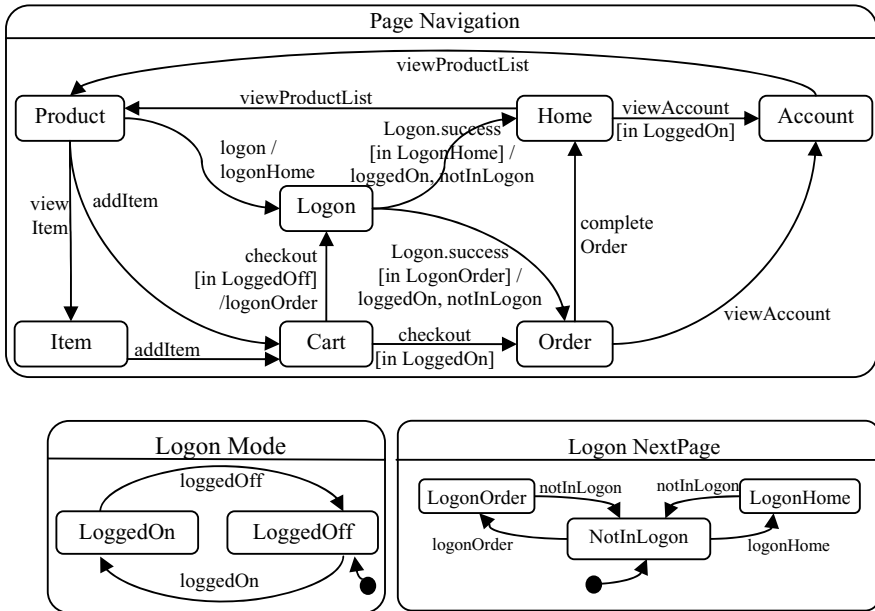 Page Navigation
viewProductList
Product
viewProductList
Home
viewAccount
[in LoggedOn]
Account
logon /
logonHome
Logon.success
[in LogonHome] /
loggedOn, notInLogon
view
Item
addItem
Logon
checkout
[in LoggedOff]
/logonOrder
Logon.success
[in LogonOrder] /
loggedOn, notInLogon
complete
Order
viewAccount
Item
addItem
Cart
checkout
[in LoggedOn]
Order
Logon Mode
loggedOff
LoggedOn
LoggedOff
loggedOn
Logon NextPage
LogonOrder
notInLogon
notInLogon
LogonHome
logonOrder
NotInLogon
logonHome